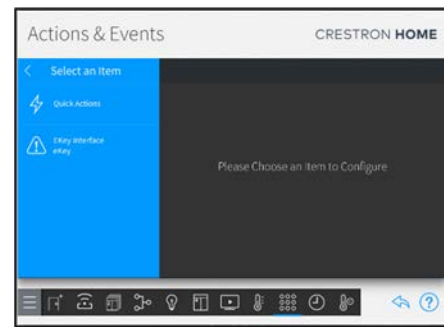 Actions & Events
CRESTRON HOME
Select an Item
Quick Actions
EKey Interface
eKey
Please Choose an Item to Configure